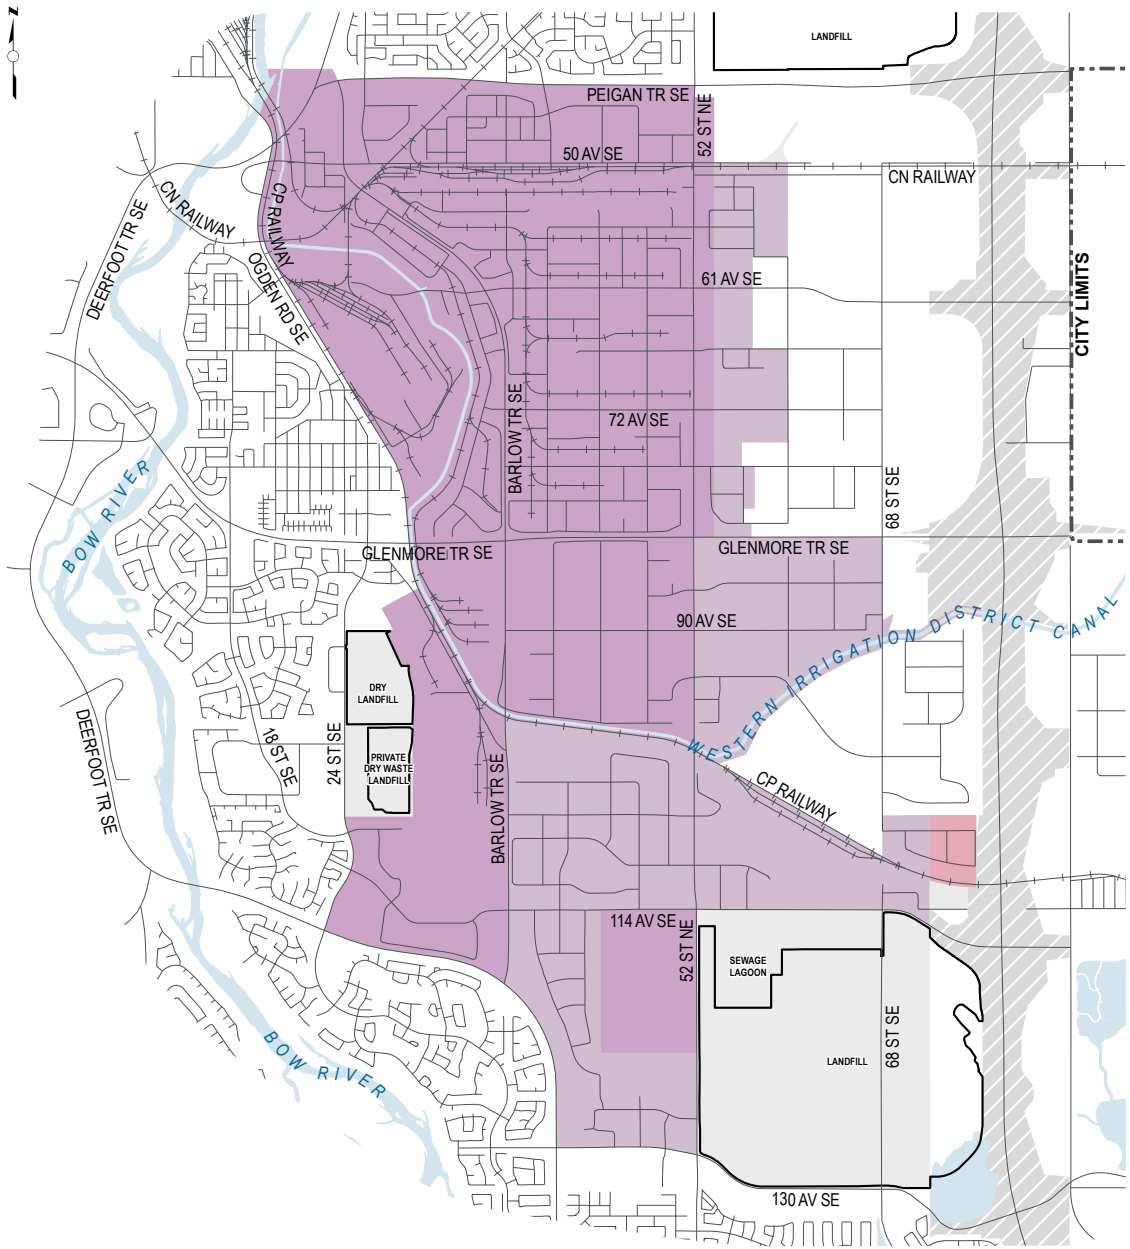 N
LANDFILL
PEIGAN TR SE
52 ST NE
50 AV SE
CN RAILWAY
CN RAILWAY
CP RAILWAY
DEERFOOT TR SE
OGDEN RD SE
61 AV SE
CITY LIMITS
BARLOW TR SE
72 AV SE
68 ST SE
BOW RIVER
GLENMORE TR SE
GLENMORE TR SE
90 AV SE
WESTERN IRRIGATION DISTRICT CANAL
DRY
LANDFILL
24 ST SE
18 ST SE
DEERFOOT TR SE
PRIVATE
DRY WASTE
LANDFILL
BARLOW TR SE
CP RAILWAY
114 AV SE
52 ST NE
SEWAGE
LAGOON
68 ST SE
LANDFILL
BOW RIVER
130 AV SE